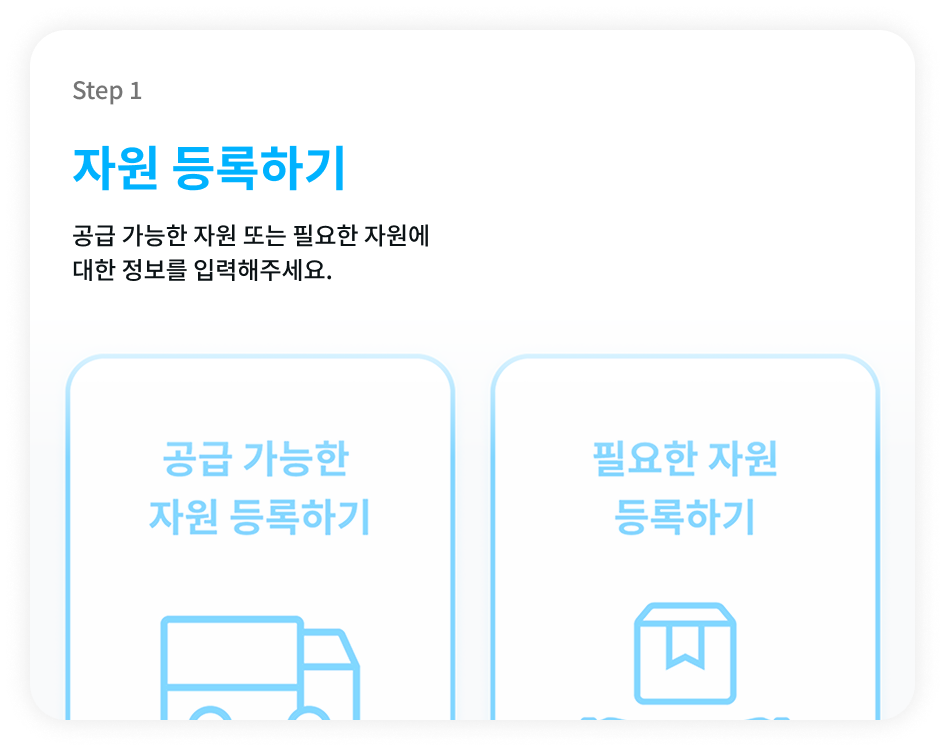 Step 1
자원 등록하기
공급 가능한 자원 또는 필요한 자원에
대한 정보를 입력해주세요.
공급 가능한
자원 등록하기
필요한 자원
등록하기